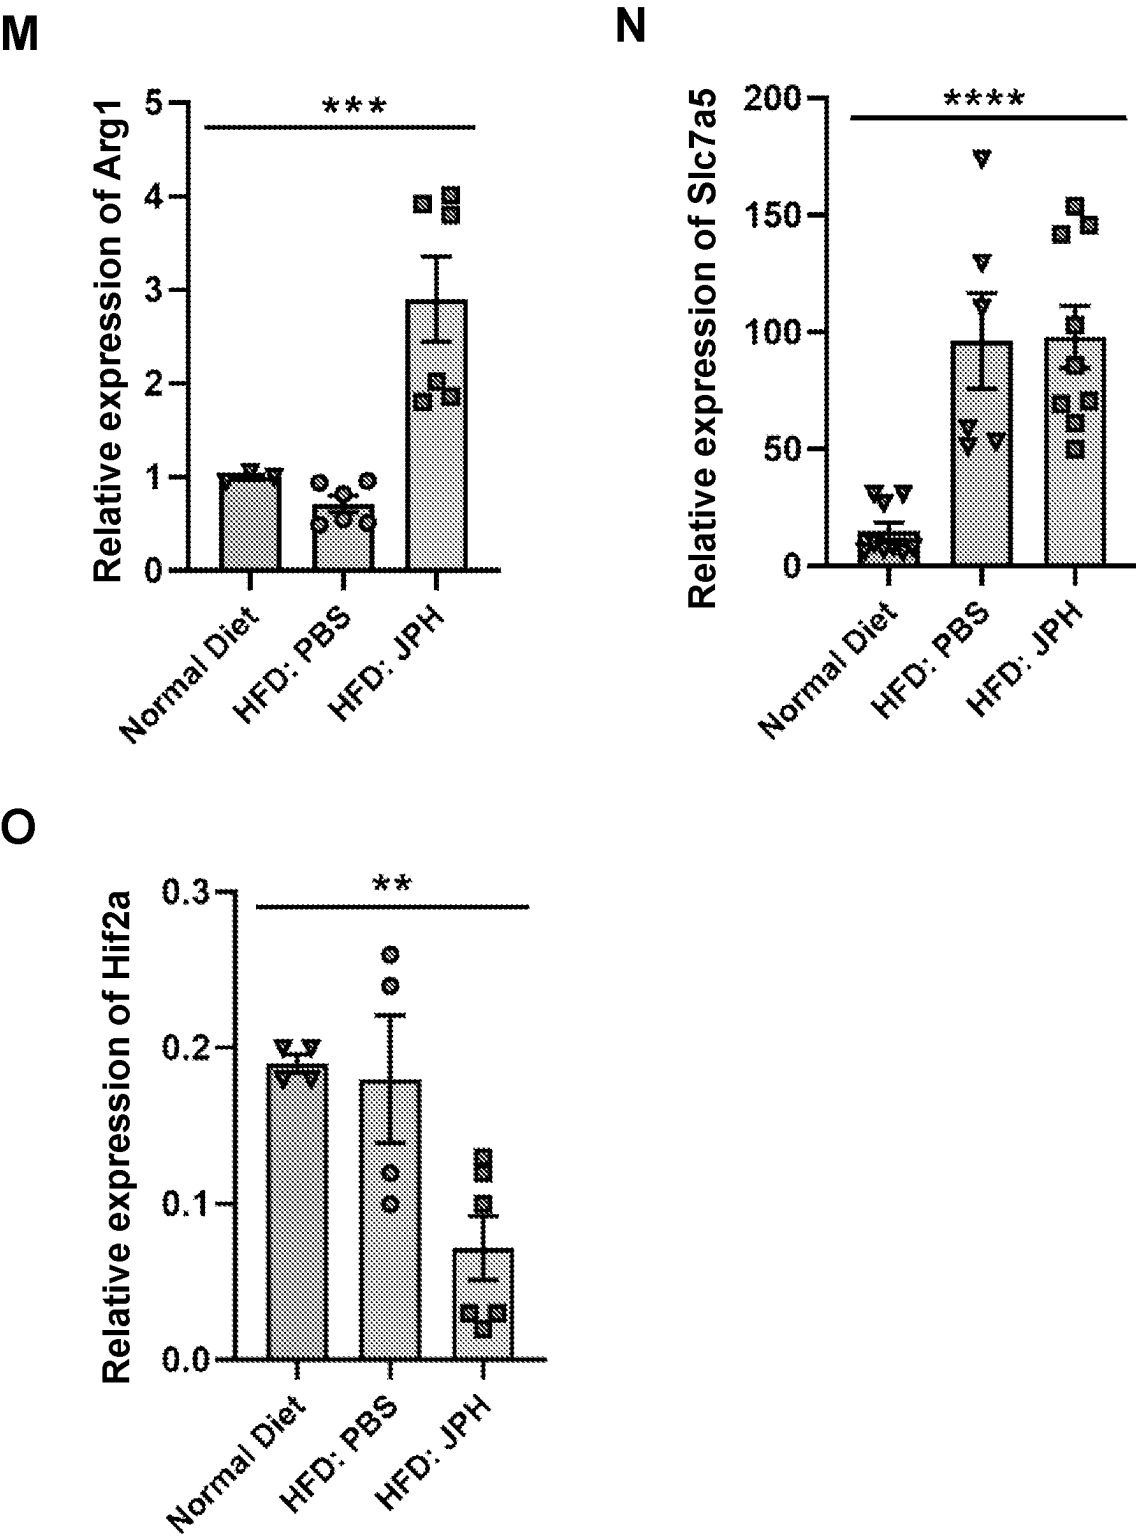 M
Relative expression of Arg1
***
5
4
3
2
1
0
Normal Diet
HFD: PBS
HFD: JPH
N
Relative expression of Slc7a5
****
200
150
100
50
0
Normal Diet
HFD: PBS
HFD: JPH
O
Relative expression of Hif2a
**
0.3
0.2
0.1
0.0
Normal Diet
HFD: PBS
HFD: JPH